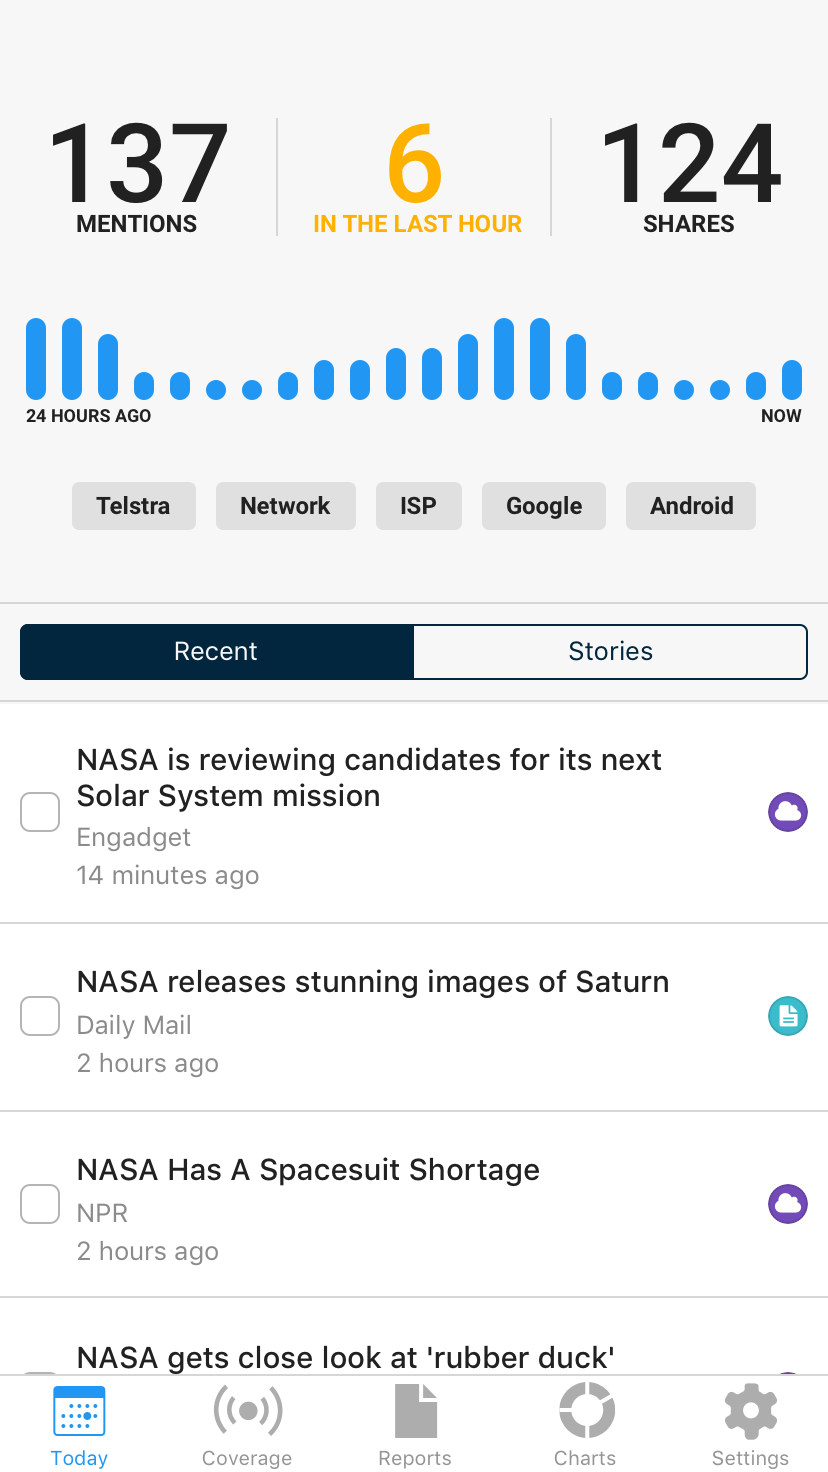 137
MENTIONS
6
IN THE LAST HOUR
124
SHARES
24 HOURS AGO
NOW
Telstra
Network
ISP
Google
Android
Recent
Stories
NASA is reviewing candidates for its next
Solar System mission
Engadget
14 minutes ago
NASA releases stunning images of Saturn
Daily Mail
2 hours ago
NASA Has A Spacesuit Shortage
NPR
2 hours ago
NASA gets close look at 'rubber duck'
Today
Coverage
Reports
Charts
Settings